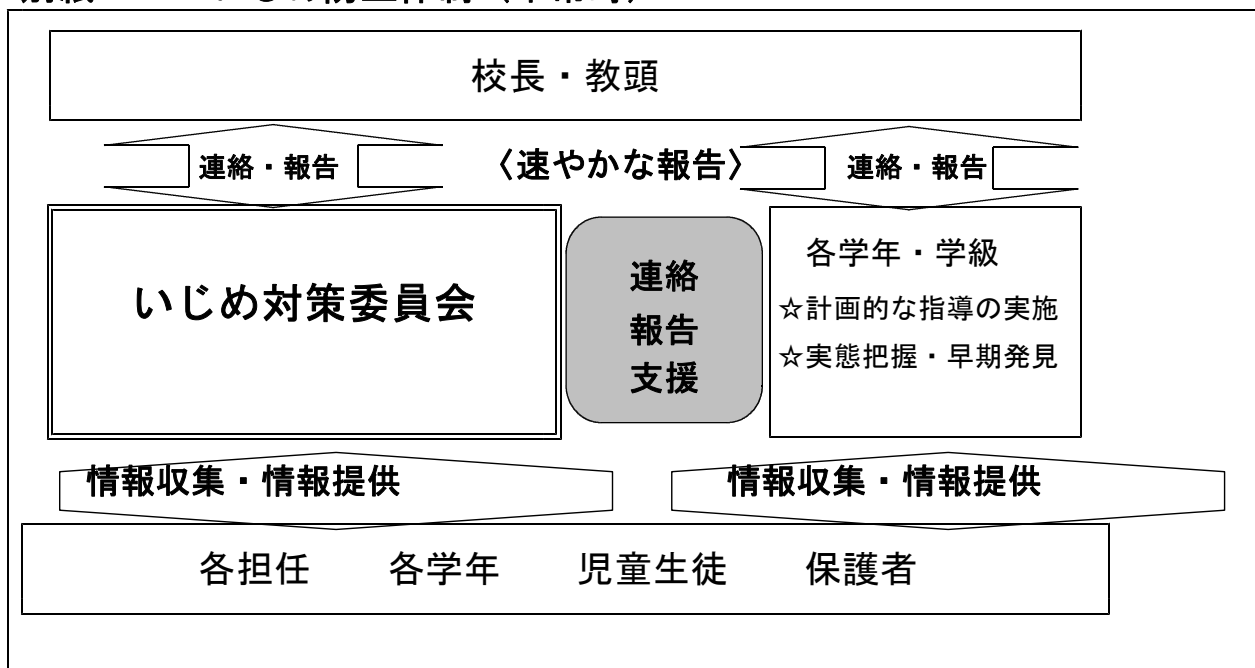 校長・教頭
連絡・報告
〈速やかな報告〉
連絡・報告
いじめ対策委員会
連絡
報告
支援
各学年・学級
☆計画的な指導の実施
☆実態把握・早期発見
情報収集・情報提供
情報収集・情報提供
各担任 各学年 児童生徒 保護者